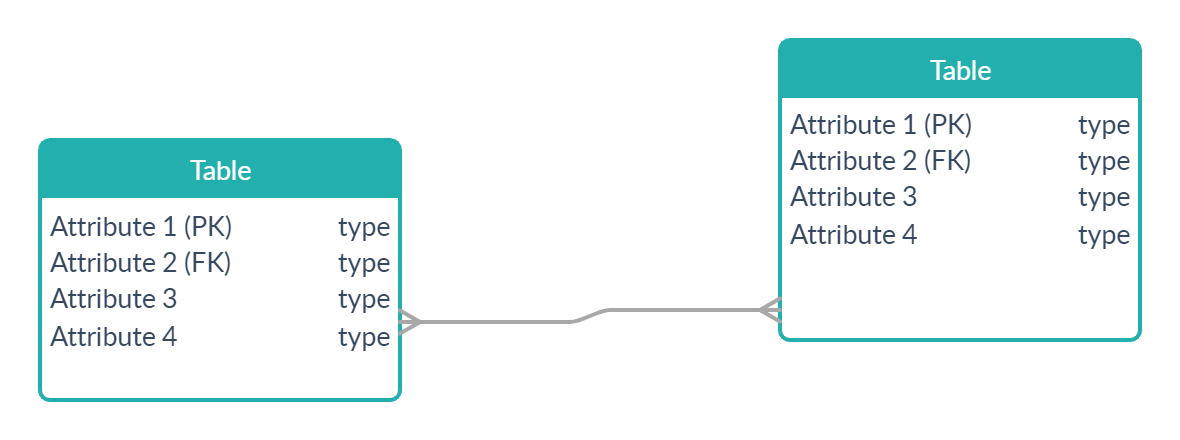 Table
Attribute 1 (PK) type
Attribute 2 (FK) type
Attribute 3 type
Attribute 4 type
Table
Attribute 1 (PK) type
Attribute 2 (FK) type
Attribute 3 type
Attribute 4 type